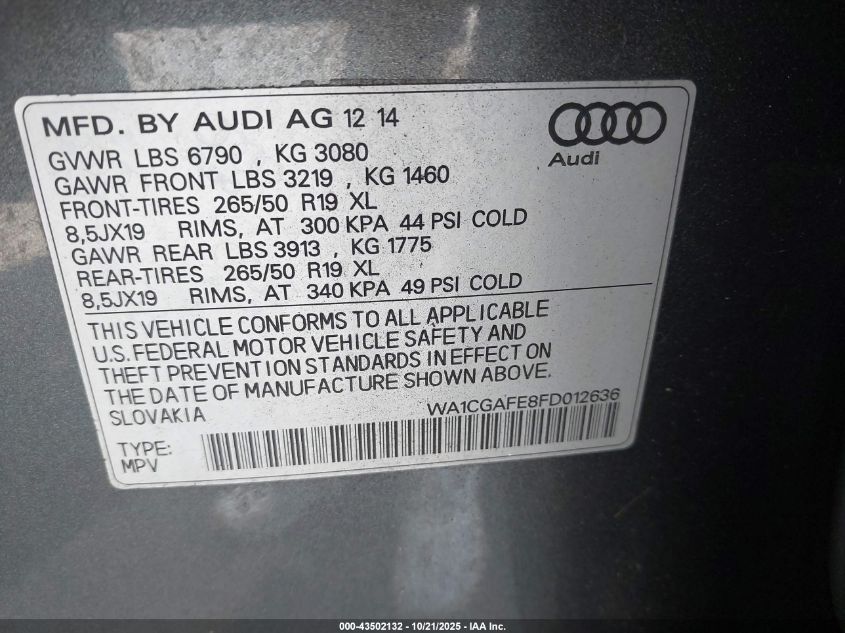 MFD. BY AUDI AG 12 14
Audi
GVWR LBS 6790 , KG 3080
GAWR FRONT LBS 3219 , KG 1460
FRONT-TIRES 265/50 R19 XL
8,5JX19 RIMS, AT 300 KPA 44 PSI COLD
GAWR REAR LBS 3913 , KG 1775
REAR-TIRES 265/50 R19 XL
8,5JX19 RIMS, AT 340 KPA 49 PSI COLD
THIS VEHICLE CONFORMS TO ALL APPLICABLE
U.S. FEDERAL MOTOR VEHICLE SAFETY AND
THEFT PREVENTION STANDARDS IN EFFECT ON
THE DATE OF MANUFACTURE SHOWN ABOVE.
SLOVAKIA WA1CGAFE8FD012636
TYPE:
MPV
000-43502132 - 10/21/2025 - IAA Inc.